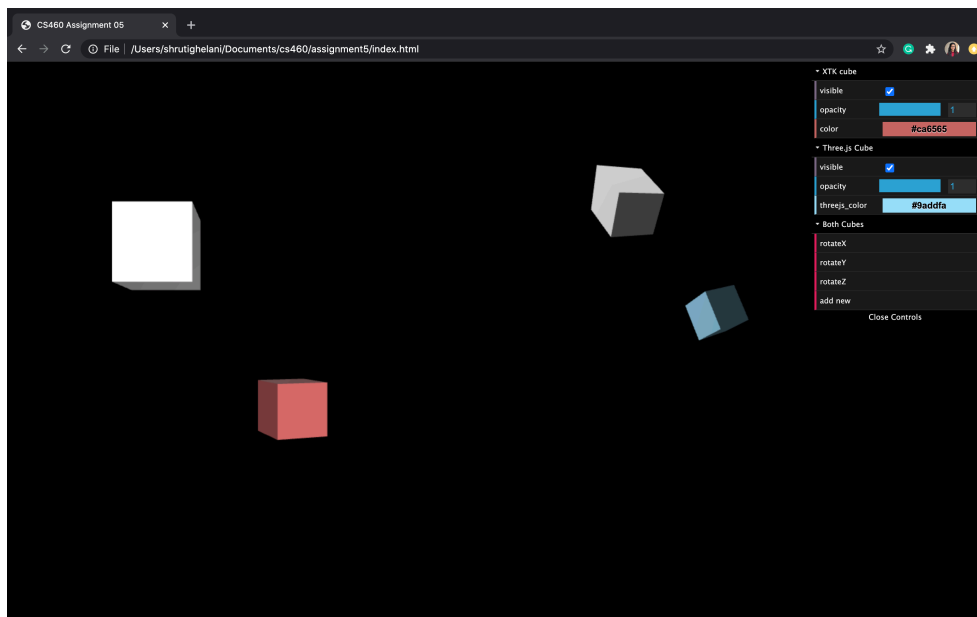 CS460 Assignment 05
File /Users/shrutighelani/Documents/cs460/assignment5/index.html
XTK cube
visible
opacity 1
color #ca6565
Three.js Cube
visible
opacity 1
threejs_color #9addfa
Both Cubes
rotateX
rotateY
rotateZ
add new
Close Controls